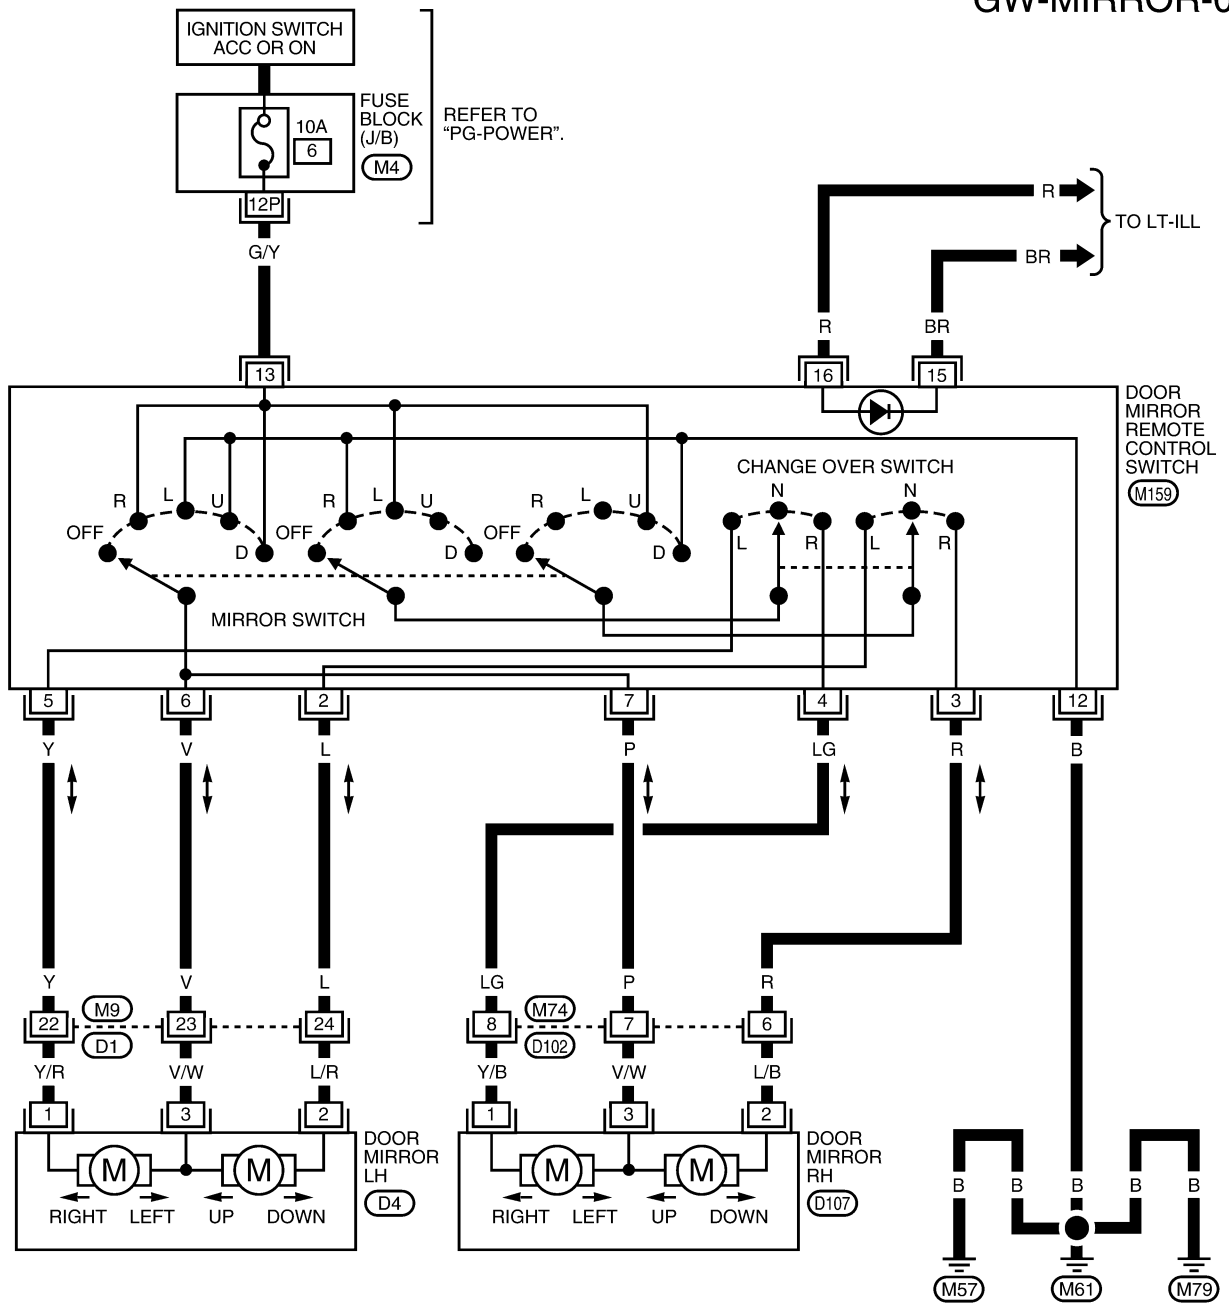 GW-MIRROR-0
IGNITION SWITCH
ACC OR ON
FUSE
BLOCK
(J/B)
10A
6
M4
REFER TO
“PG-POWER”.
12P
G/Y
R
BR
TO LT-ILL
R
BR
13
16
15
DOOR
MIRROR
REMOTE
CONTROL
SWITCH
M159
CHANGE OVER SWITCH
R
L
U
D
OFF
R
L
U
D
OFF
R
L
U
D
OFF
N
L
R
N
L
R
MIRROR SWITCH
5
6
2
7
4
3
12
Y
V
L
P
LG
R
B
Y
V
L
LG
P
R
22
M9
D1
23
24
8
M74
D102
7
6
Y/R
V/W
L/R
Y/B
V/W
L/B
1
3
2
1
3
2
M
M
DOOR
MIRROR
LH
D4
RIGHT
LEFT
UP
DOWN
M
M
DOOR
MIRROR
RH
D107
RIGHT
LEFT
UP
DOWN
B
B
B
B
B
M57
M61
M79